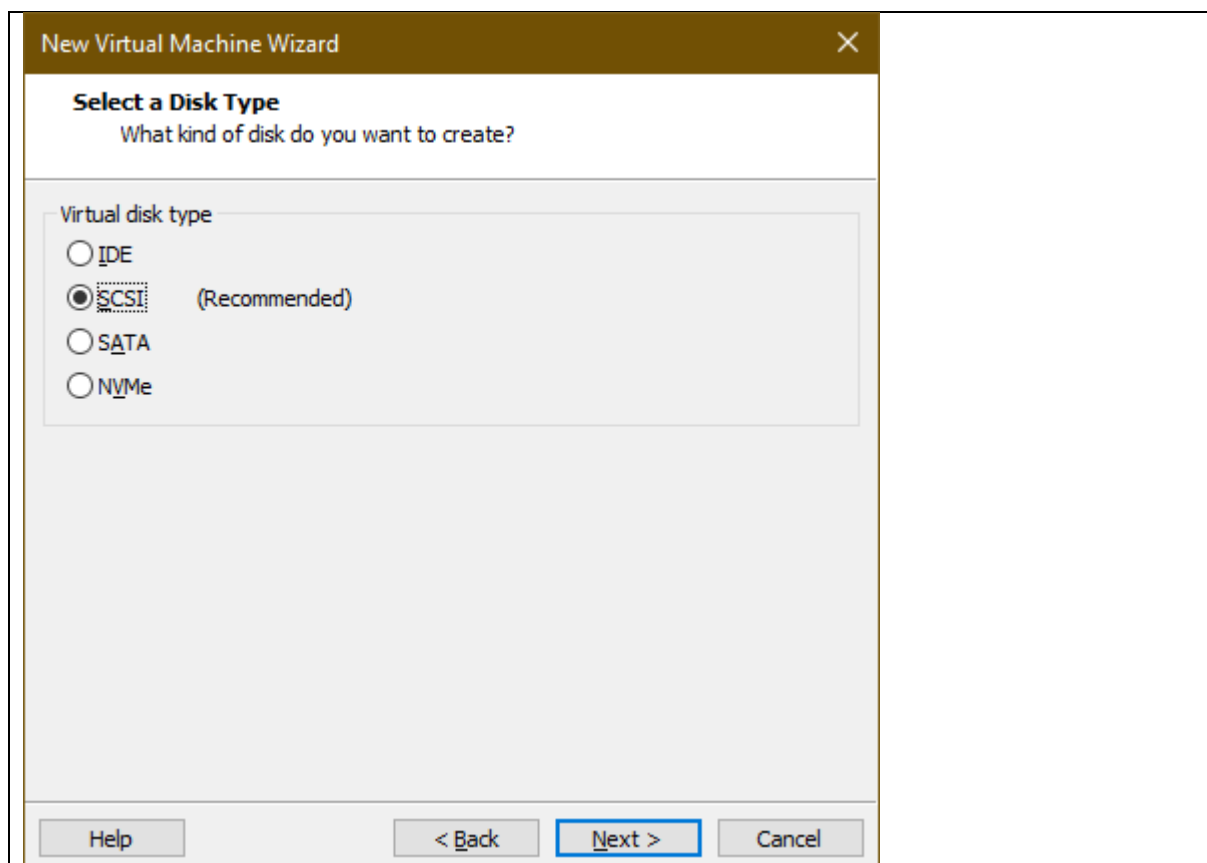 New Virtual Machine Wizard
Select a Disk Type
What kind of disk do you want to create?
Virtual disk type
IDE
SCSI (Recommended)
SATA
NVMe
Help < Back Next > Cancel